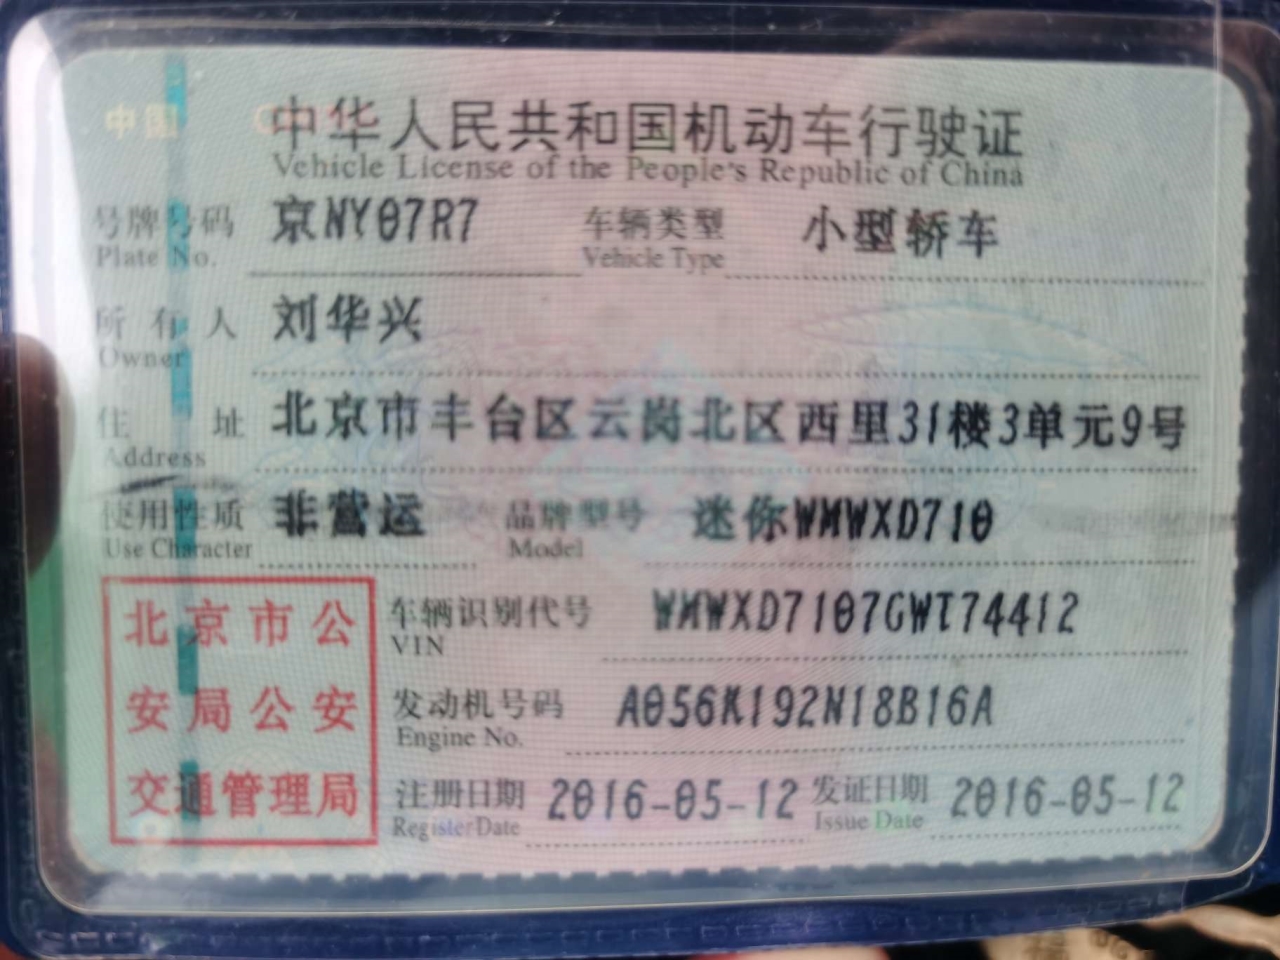 中国
中华人民共和国机动车行驶证
Vehicle License of the People's Republic of China
号牌号码 京NY07R7 车辆类型 小型轿车
Plate No. Vehicle Type
所有人 刘华兴
Owner
住址 北京市丰台区云岗北区西里31楼3单元9号
Address
使用性质 非营运 品牌型号 迷你WMWXD710
Use Character Model
北京市公
安局公安
交通管理局
车辆识别代号 WMWXD7107GWT74412
VIN
发动机号码 A056K192N18B16A
Engine No.
注册日期 2016-05-12 发证日期 2016-05-12
Register Date Issue Date